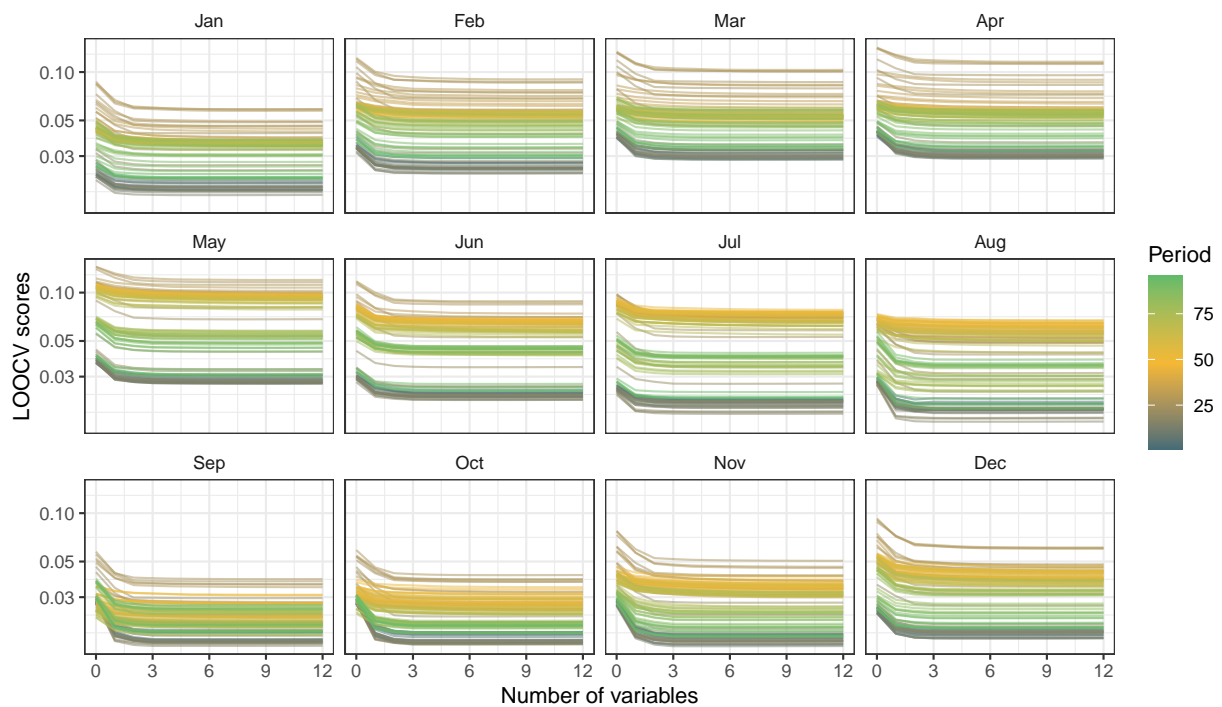 Jan Feb Mar Apr
0.10
0.05
0.03
May Jun Jul Aug
0.10
0.05
0.03
Sep Oct Nov Dec
0.10
0.05
0.03
0 3 6 9 12 0 3 6 9 12 0 3 6 9 12 0 3 6 9 12
Number of variables
LOOCV scores
Period
75
50
25